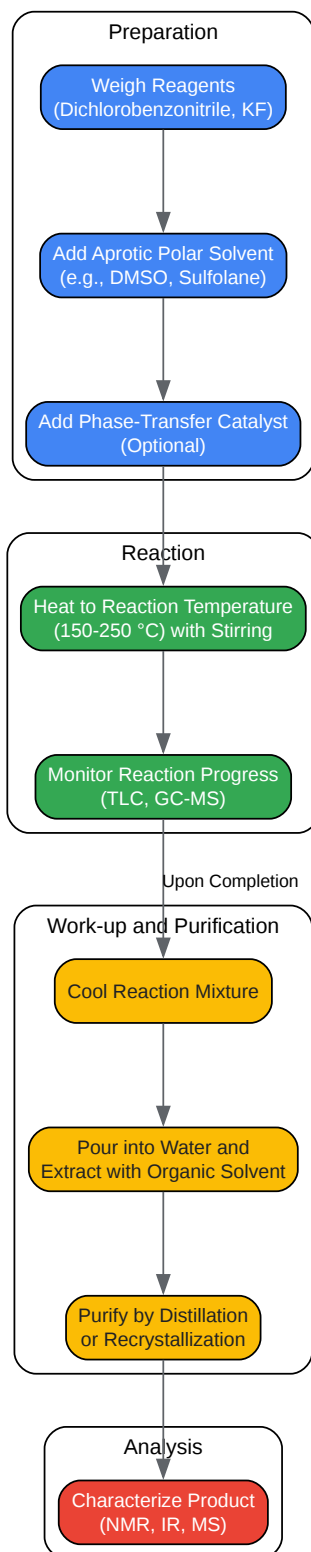 Preparation
Weigh Reagents
(Dichlorobenzonitrile, KF)
Add Aprotic Polar Solvent
(e.g., DMSO, Sulfolane)
Add Phase-Transfer Catalyst
(Optional)
Reaction
Heat to Reaction Temperature
(150-250 °C) with Stirring
Monitor Reaction Progress
(TLC, GC-MS)
Upon Completion
Work-up and Purification
Cool Reaction Mixture
Pour into Water and
Extract with Organic Solvent
Purify by Distillation
or Recrystallization
Analysis
Characterize Product
(NMR, IR, MS)